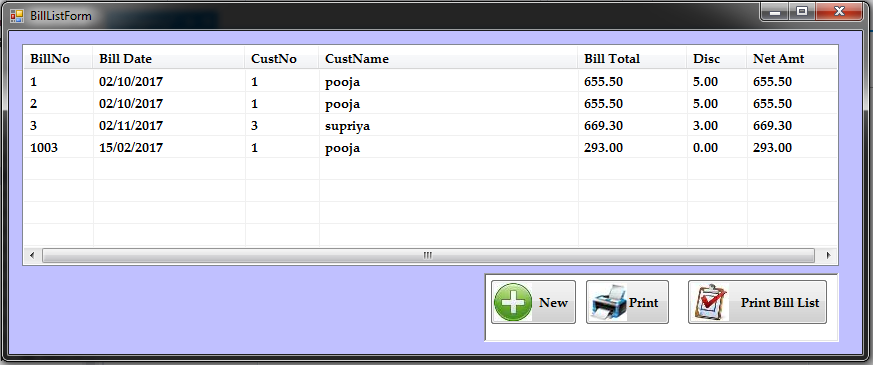 BillListForm
BillNo Bill Date CustNo CustName Bill Total Disc Net Amt
1 02/10/2017 1 pooja 655.50 5.00 655.50
2 02/10/2017 1 pooja 655.50 5.00 655.50
3 02/11/2017 3 supriya 669.30 3.00 669.30
1003 15/02/2017 1 pooja 293.00 0.00 293.00
New Print Print Bill List